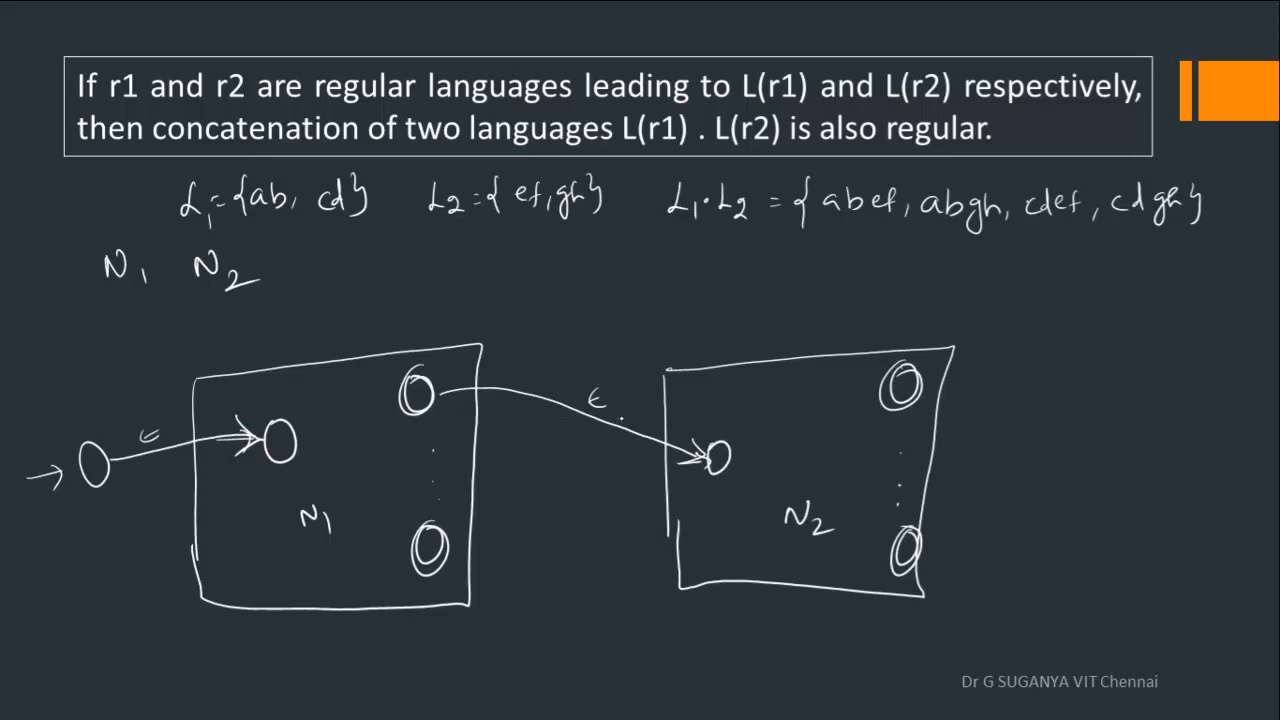 If r1 and r2 are regular languages leading to L(r1) and L(r2) respectively,
then concatenation of two languages L(r1) . L(r2) is also regular.
L₁={ab, cd} L₂={ef, gh} L₁·L₂ = {abef, abgh, cdef, cdgh}
N₁ N₂
ϵ
ϵ
N₁
N₂
Dr G SUGANYA VIT Chennai